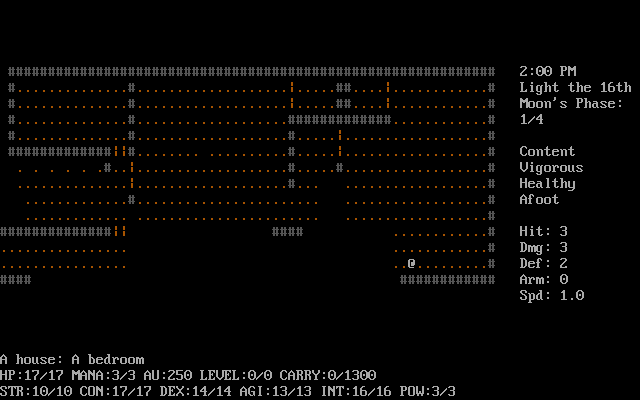 2:00 PM
Light the 16th
Moon's Phase:
1/4
Content
Vigorous
Healthy
Afoot
Hit: 3
Dmg: 3
Def: 2
Arm: 0
Spd: 1.0
A house: A bedroom
HP:17/17 MANA:3/3 AU:250 LEVEL:0/0 CARRY:0/1300
STR:10/10 CON:17/17 DEX:14/14 AGI:13/13 INT:16/16 POW:3/3